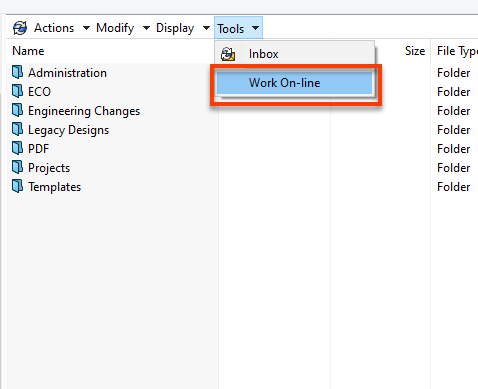 Actions Modify Display Tools
Name Size File Typ
Inbox
Administration Folder
Work On-line
ECO Folder
Engineering Changes Folder
Legacy Designs Folder
PDF Folder
Projects Folder
Templates Folder